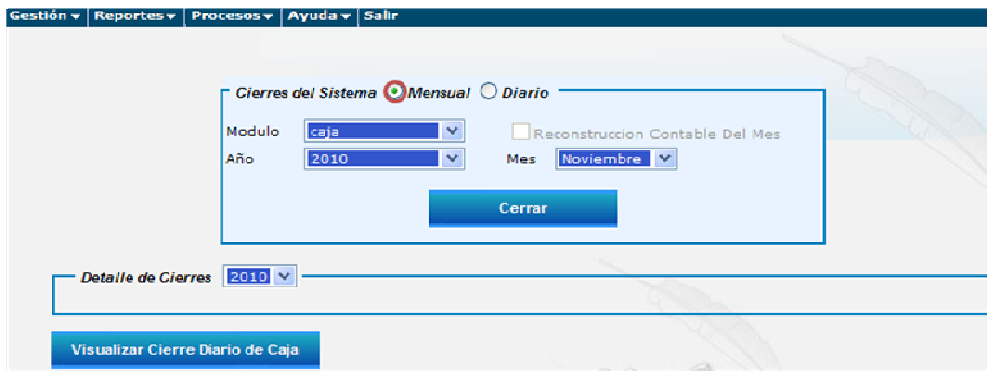 Gestión Reportes Procesos Ayuda Salir
Cierres del Sistema Mensual Diario
Modulo caja Reconstruccion Contable Del Mes
Año 2010 Mes Noviembre
Cerrar
Detalle de Cierres 2010
Visualizar Cierre Diario de Caja